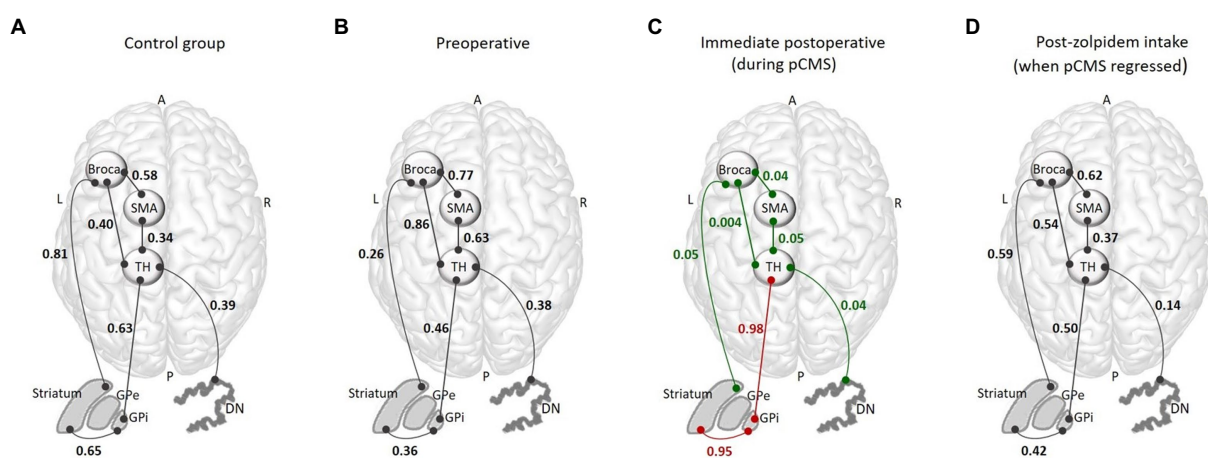 A
Control group
A
Broca
0.58
L
SMA
R
0.40
0.34
0.81
TH
0.39
0.63
P
Striatum
GPe
GPi
DN
0.65
B
Preoperative
A
Broca
0.77
L
SMA
R
0.86
0.63
0.26
TH
0.38
0.46
P
Striatum
GPe
GPi
DN
0.36
C
Immediate postoperative
(during pCMS)
A
Broca
0.04
L
SMA
R
0.004
0.05
0.05
TH
0.04
0.98
P
Striatum
GPe
GPi
DN
0.95
D
Post-zolpidem intake
(when pCMS regressed)
A
Broca
0.62
L
SMA
0.54
0.37
0.59
TH
0.14
0.50
P
Striatum
GPe
GPi
DN
0.42